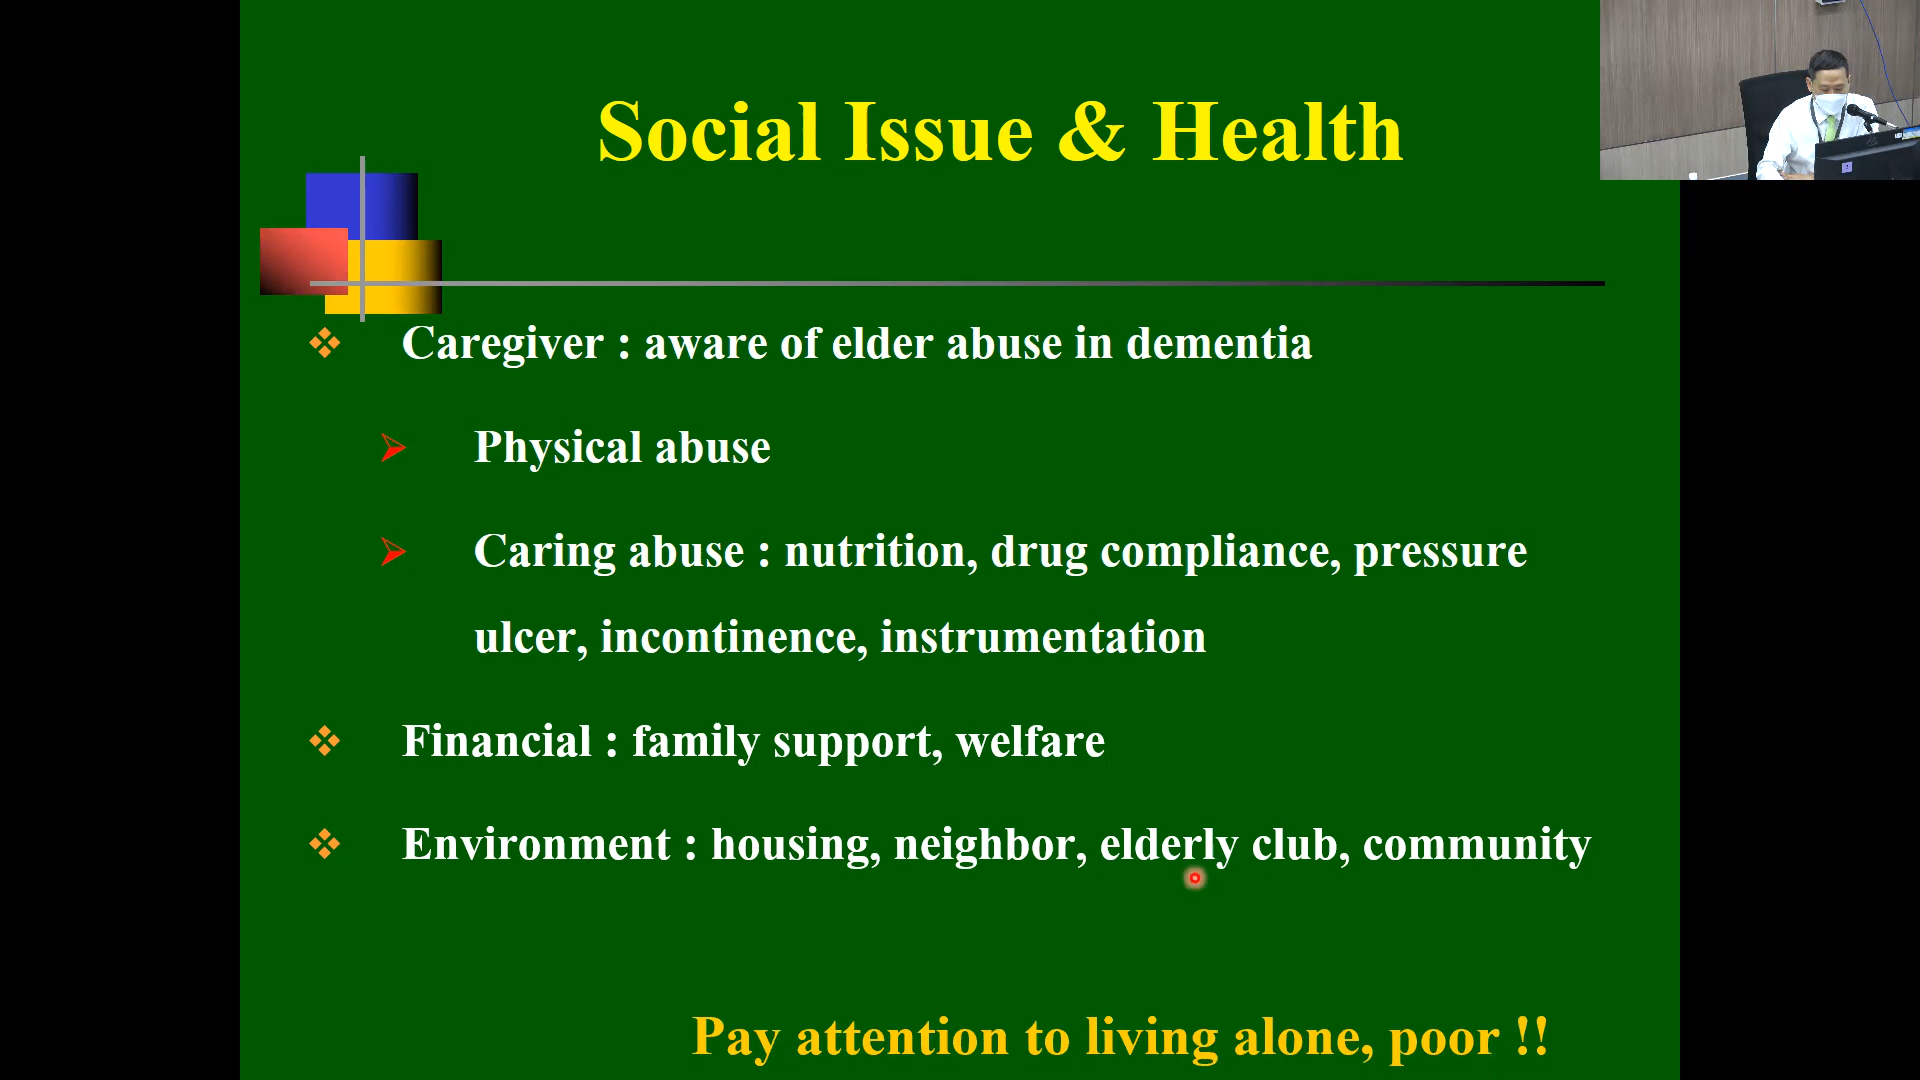 Social Issue & Health
Caregiver : aware of elder abuse in dementia
Physical abuse
Caring abuse : nutrition, drug compliance, pressure
ulcer, incontinence, instrumentation
Financial : family support, welfare
Environment : housing, neighbor, elderly club, community
Pay attention to living alone, poor !!